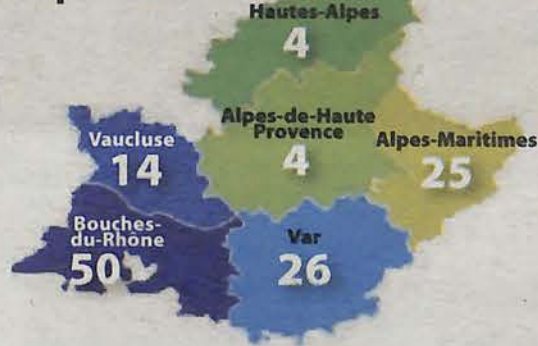 Hautes-Alpes
4
Alpes-de-Haute
Provence
4
Alpes-Maritimes
25
Vaucluse
14
Bouches-
du-Rhône
50
Var
26